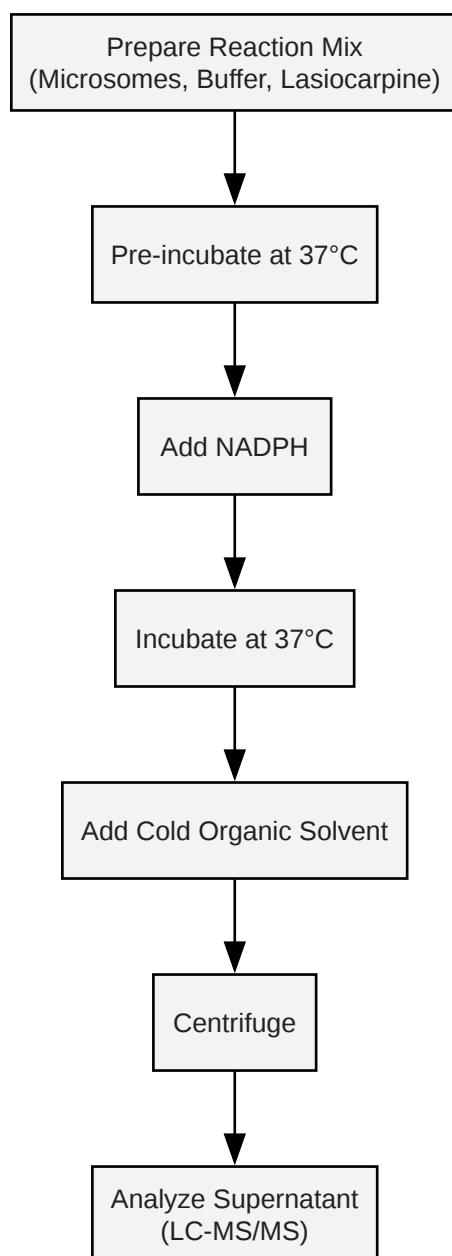 Prepare Reaction Mix
(Microsomes, Buffer, Lasiocarpine)
Pre-incubate at 37°C
Add NADPH
Incubate at 37°C
Add Cold Organic Solvent
Centrifuge
Analyze Supernatant
(LC-MS/MS)